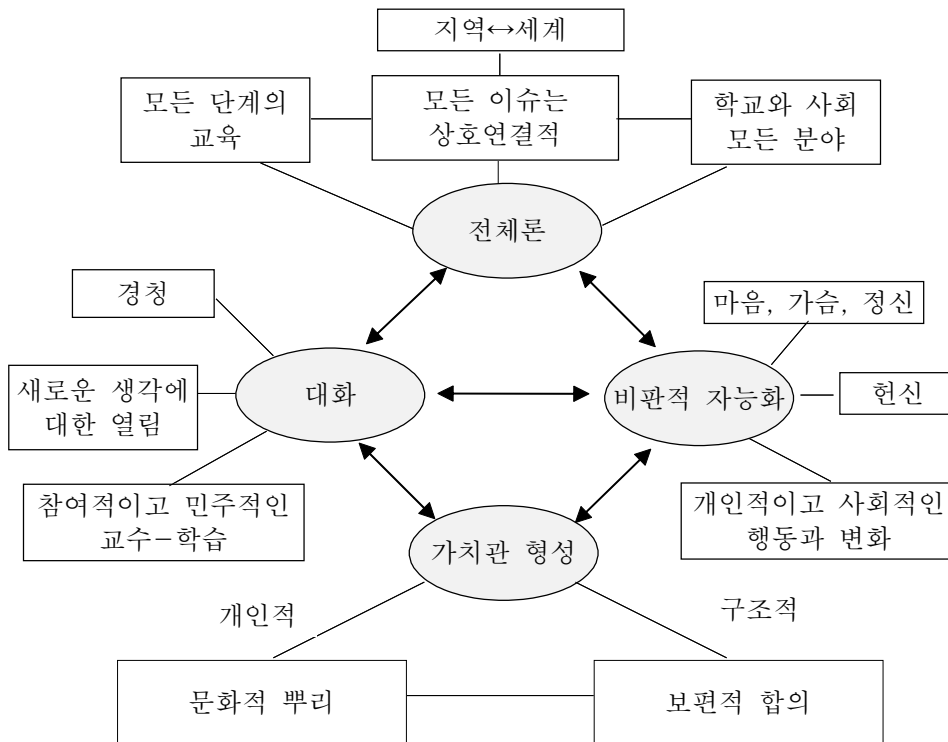 지역↔세계
모든 단계의
교육
모든 이슈는
상호연결적
학교와 사회
모든 분야
전체론
경청
마음, 가슴, 정신
새로운 생각에
대한 열림
대화
비판적 자능화
헌신
참여적이고 민주적인
교수-학습
개인적이고 사회적인
행동과 변화
가치관 형성
개인적
구조적
문화적 뿌리
보편적 합의